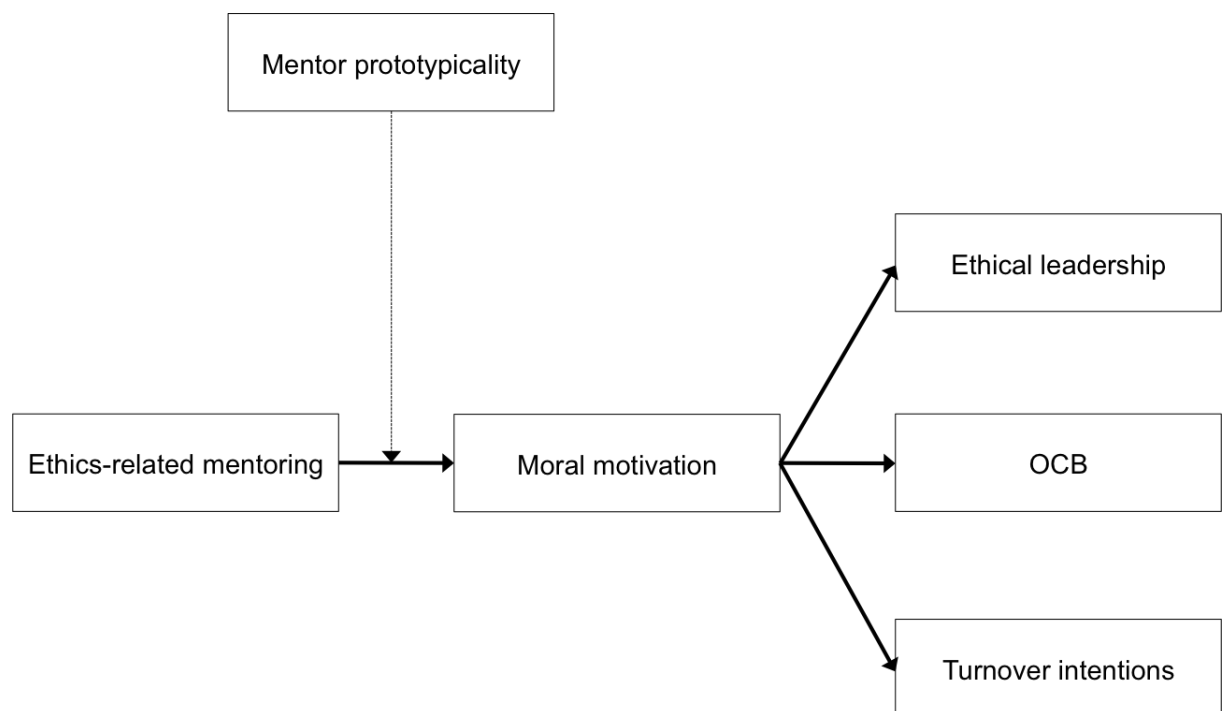 Mentor prototypicality
Ethical leadership
Ethics-related mentoring
Moral motivation
OCB
Turnover intentions